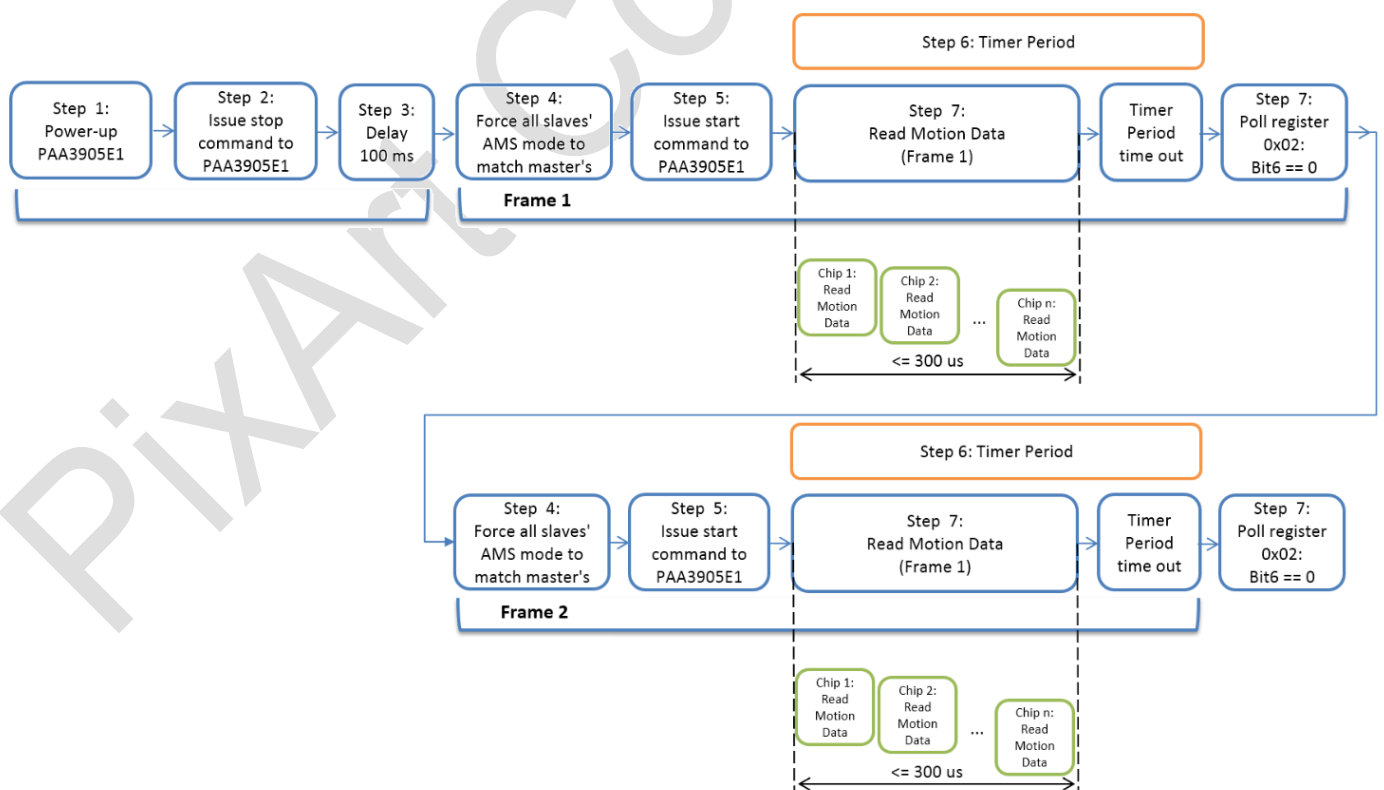 Step 6: Timer Period
Step 1:
Power-up
PAA3905E1
Step 2:
Issue stop
command to
PAA3905E1
Step 3:
Delay
100 ms
Step 4:
Force all slaves'
AMS mode to
match master's
Step 5:
Issue start
command to
PAA3905E1
Step 7:
Read Motion Data
(Frame 1)
Timer
Period
time out
Step 7:
Poll register
0x02:
Bit6 == 0
Frame 1
Chip 1:
Read
Motion
Data
Chip 2:
Read
Motion
Data
...
Chip n:
Read
Motion
Data
<= 300 us
Step 6: Timer Period
Step 4:
Force all slaves'
AMS mode to
match master's
Step 5:
Issue start
command to
PAA3905E1
Step 7:
Read Motion Data
(Frame 1)
Timer
Period
time out
Step 7:
Poll register
0x02:
Bit6 == 0
Frame 2
Chip 1:
Read
Motion
Data
Chip 2:
Read
Motion
Data
...
Chip n:
Read
Motion
Data
<= 300 us
PixArt Co